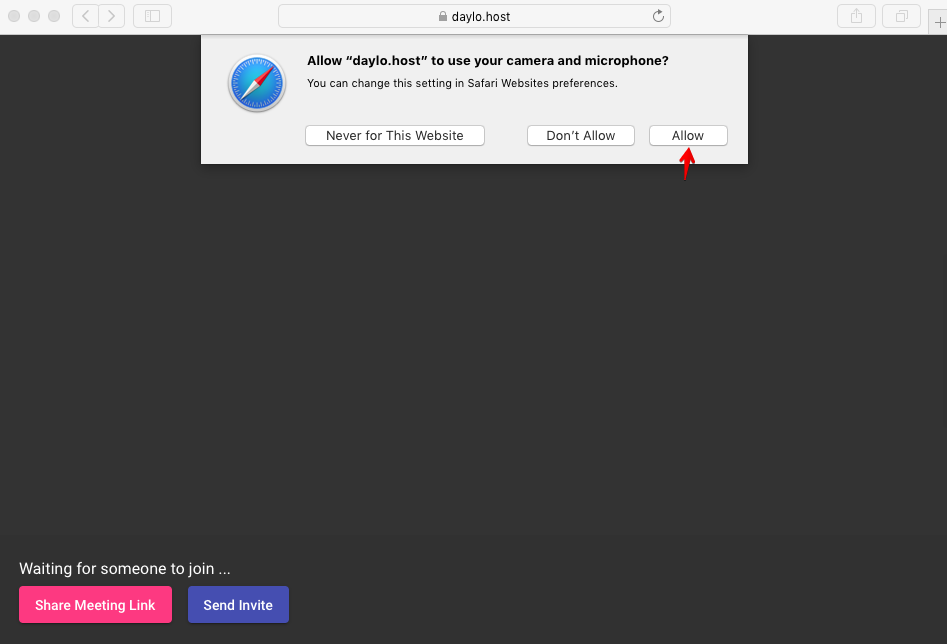 daylo.host
Allow “daylo.host” to use your camera and microphone?
You can change this setting in Safari Websites preferences.
Never for This Website
Don’t Allow
Allow
Waiting for someone to join ...
Share Meeting Link
Send Invite